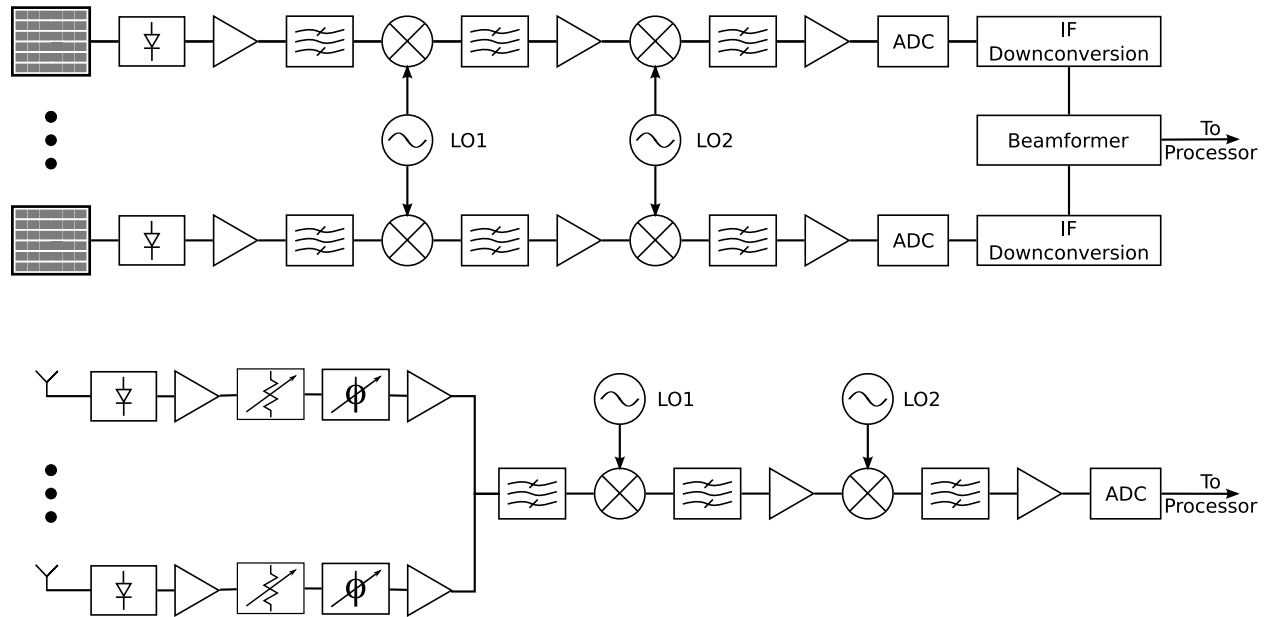 ADC
IF
Downconversion
LO1
LO2
Beamformer
To
Processor
ADC
IF
Downconversion
LO1
LO2
ϕ
ADC
To
Processor
ϕ